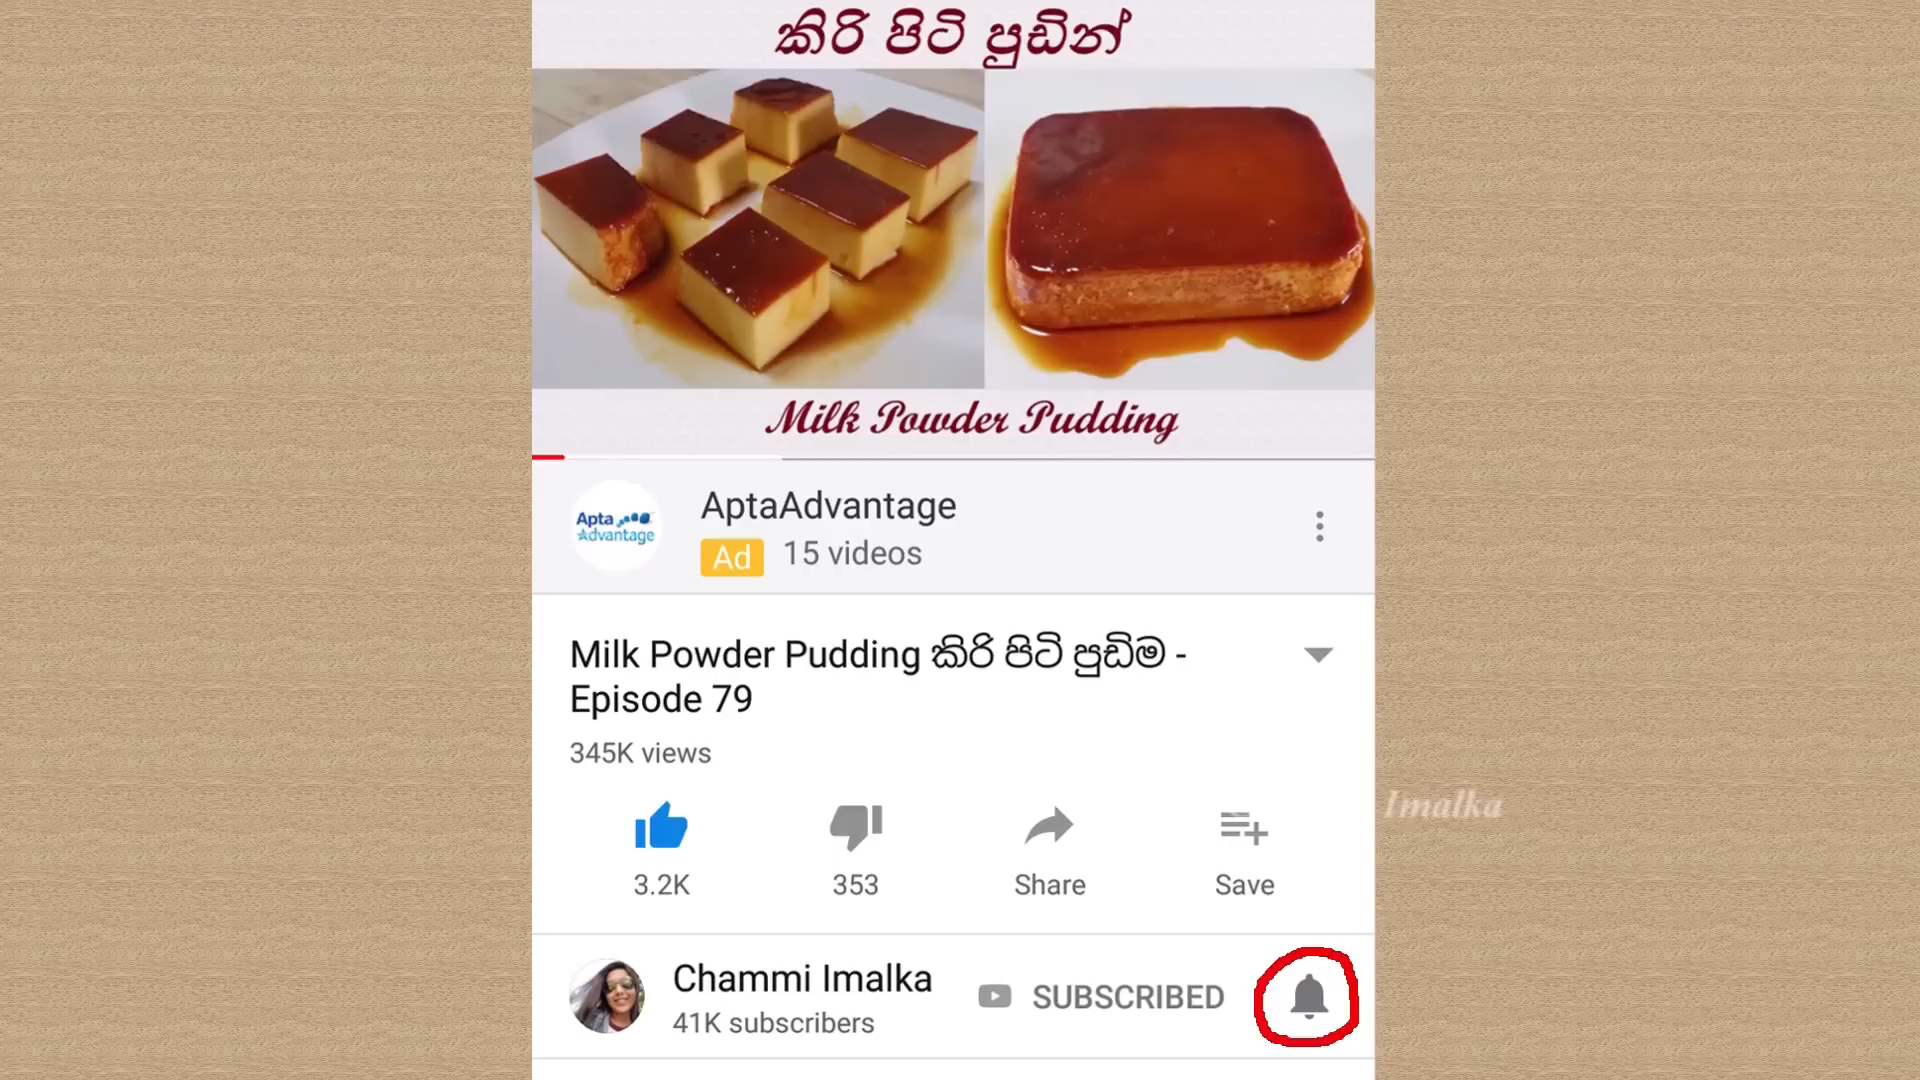 කිරි පිටි පුඩින්
Milk Powder Pudding
Apta
Advantage
AptaAdvantage
Ad 15 videos
Milk Powder Pudding කිරි පිටි පුඩිම -
Episode 79
345K views
3.2K 353 Share Save
Imalka
Chammi Imalka
41K subscribers
SUBSCRIBED